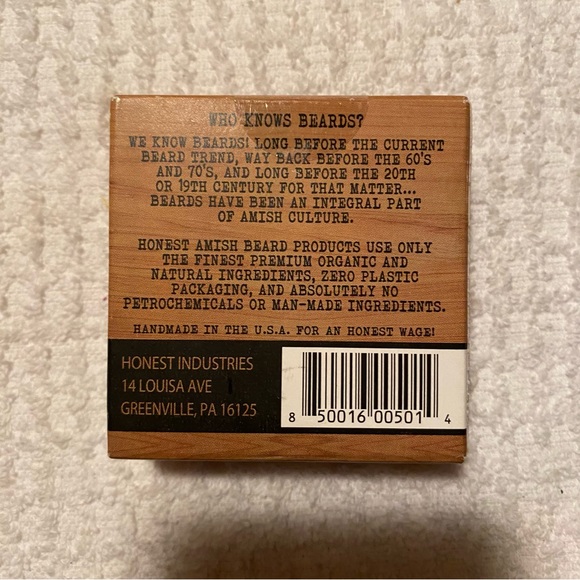 WHO KNOWS BEARDS?
WE KNOW BEARDS! LONG BEFORE THE CURRENT
BEARD TREND, WAY BACK BEFORE THE 60'S
AND 70'S, AND LONG BEFORE THE 20TH
OR 19TH CENTURY FOR THAT MATTER...
BEARDS HAVE BEEN AN INTEGRAL PART
OF AMISH CULTURE.
HONEST AMISH BEARD PRODUCTS USE ONLY
THE FINEST PREMIUM ORGANIC AND
NATURAL INGREDIENTS, ZERO PLASTIC
PACKAGING, AND ABSOLUTELY NO
PETROCHEMICALS OR MAN-MADE INGREDIENTS.
HANDMADE IN THE U.S.A. FOR AN HONEST WAGE!
HONEST INDUSTRIES
14 LOUISA AVE
GREENVILLE, PA 16125
8 50016 00501 4